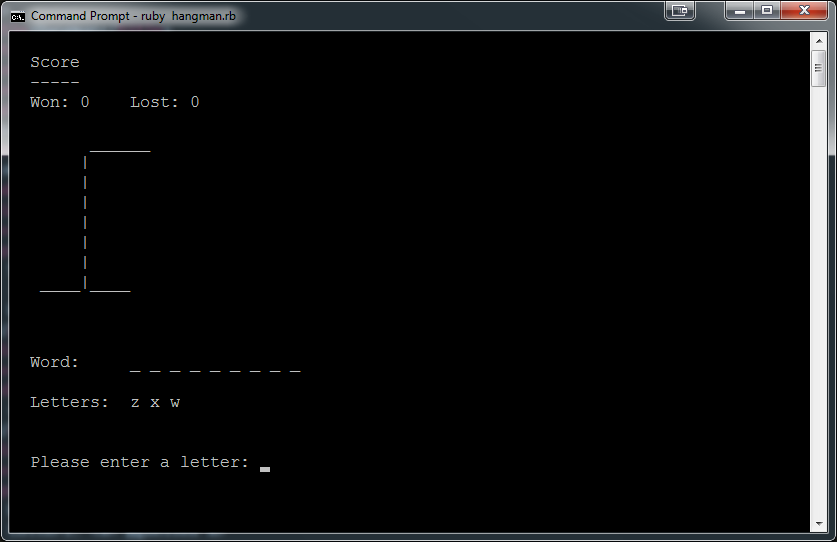 Command Prompt - ruby hangman.rb
Score
-----
Won: 0    Lost: 0
      ______
     |
     |
     |
     |
     |
     |
 ____|____
Word:     _ _ _ _ _ _ _ _ _
Letters:  z x w
Please enter a letter: _